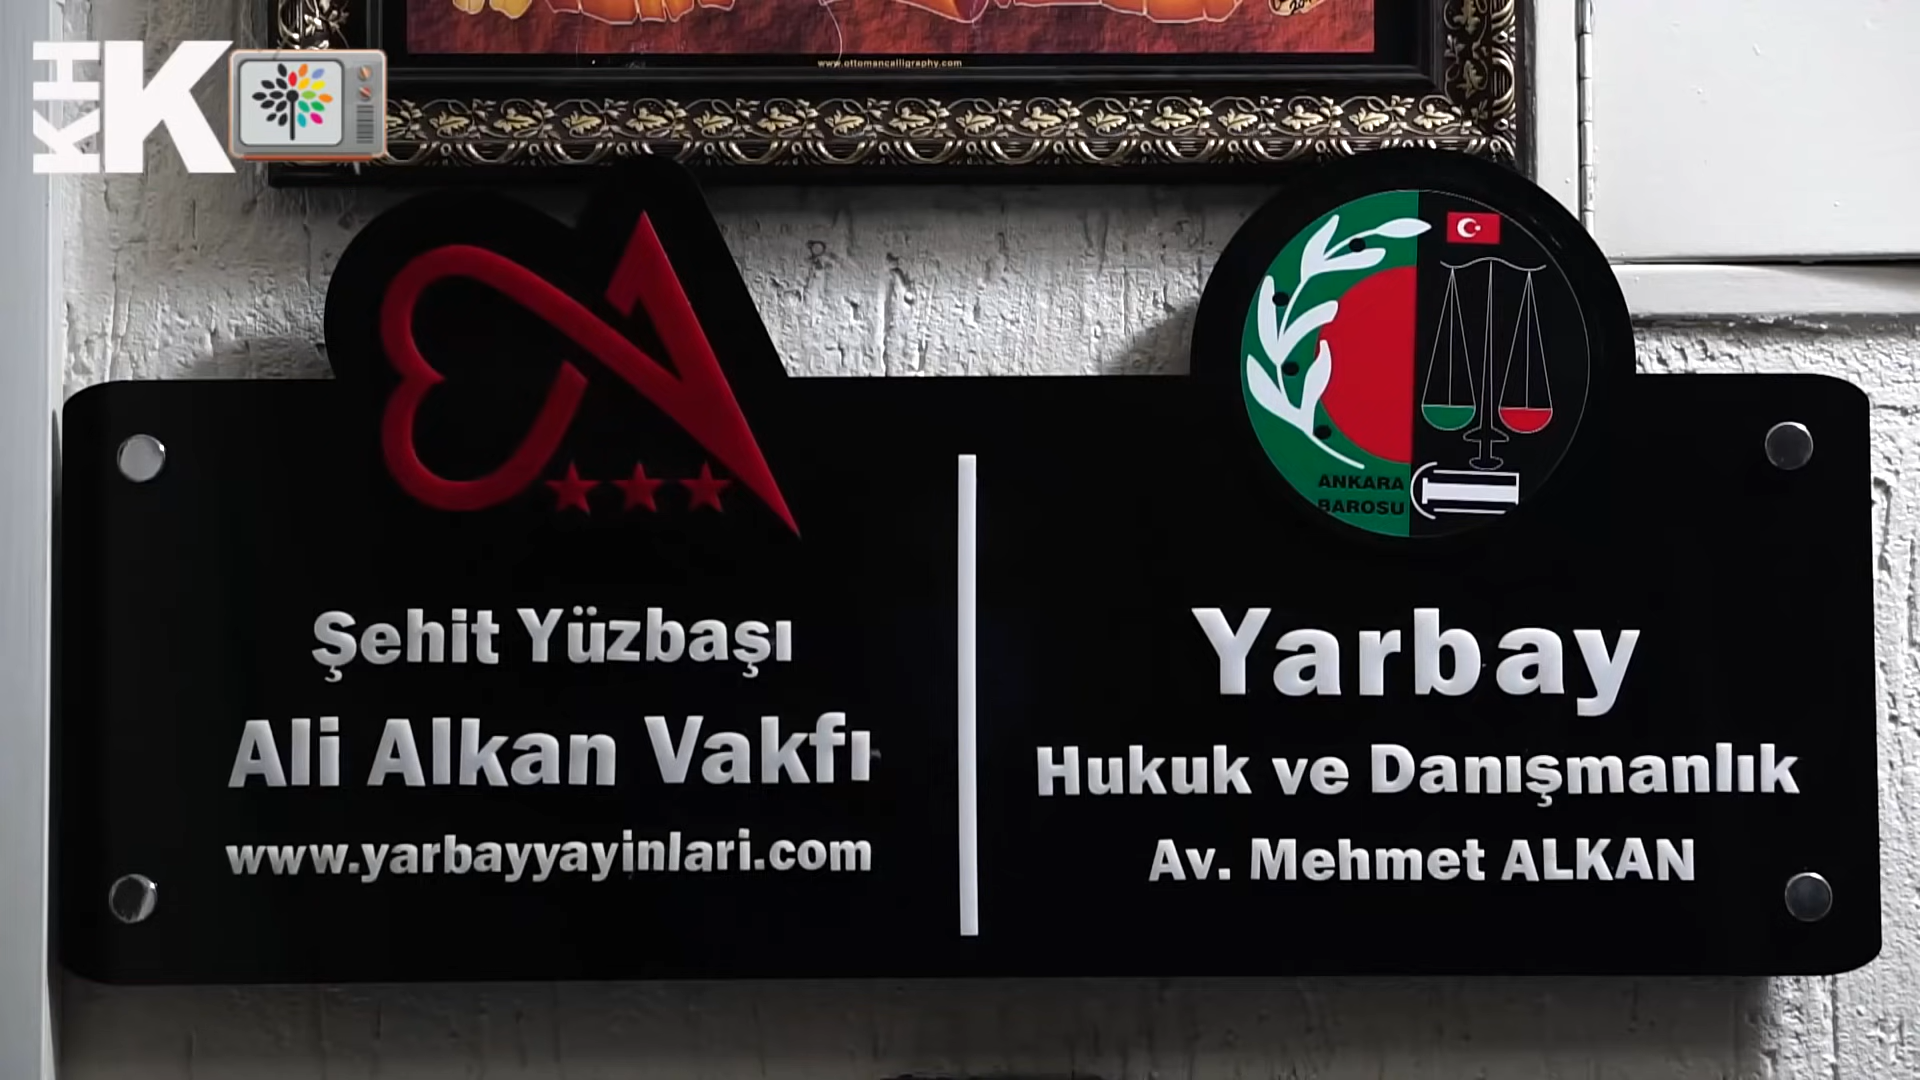 www.ottomancalligraphy.com
KHK
ANKARA
BAROSU
Şehit Yüzbaşı
Ali Alkan Vakfı
www.yarbayyayinlari.com
Yarbay
Hukuk ve Danışmanlık
Av. Mehmet ALKAN